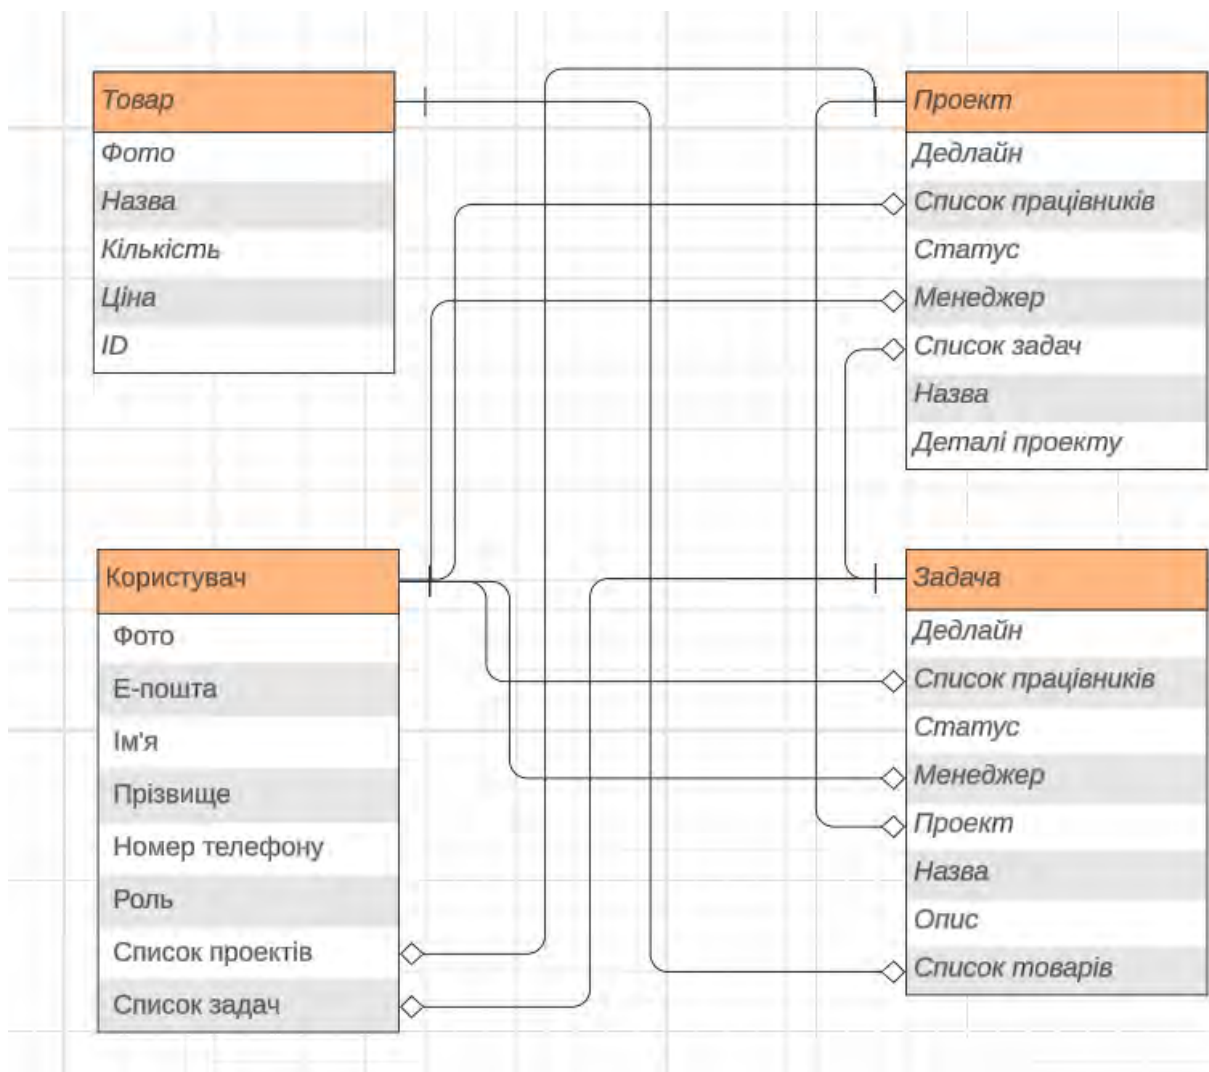 Товар
Фото
Назва
Кількість
Ціна
ID
Проект
Дедлайн
Список працівників
Статус
Менеджер
Список задач
Назва
Деталі проекту
Користувач
Фото
Е-пошта
Ім'я
Прізвище
Номер телефону
Роль
Список проектів
Список задач
Задача
Дедлайн
Список працівників
Статус
Менеджер
Проект
Назва
Опис
Список товарів